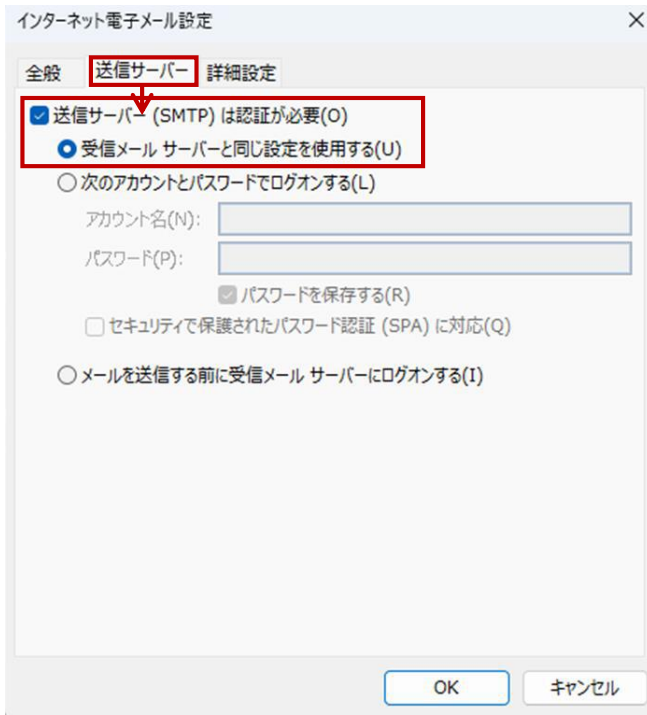 インターネット電子メール設定
全般 送信サーバー 詳細設定
送信サーバー (SMTP) は認証が必要(O)
受信メール サーバーと同じ設定を使用する(U)
次のアカウントとパスワードでログオンする(L)
アカウント名(N):
パスワード(P):
パスワードを保存する(R)
セキュリティで保護されたパスワード認証 (SPA) に対応(Q)
メールを送信する前に受信メール サーバーにログオンする(I)
OK キャンセル